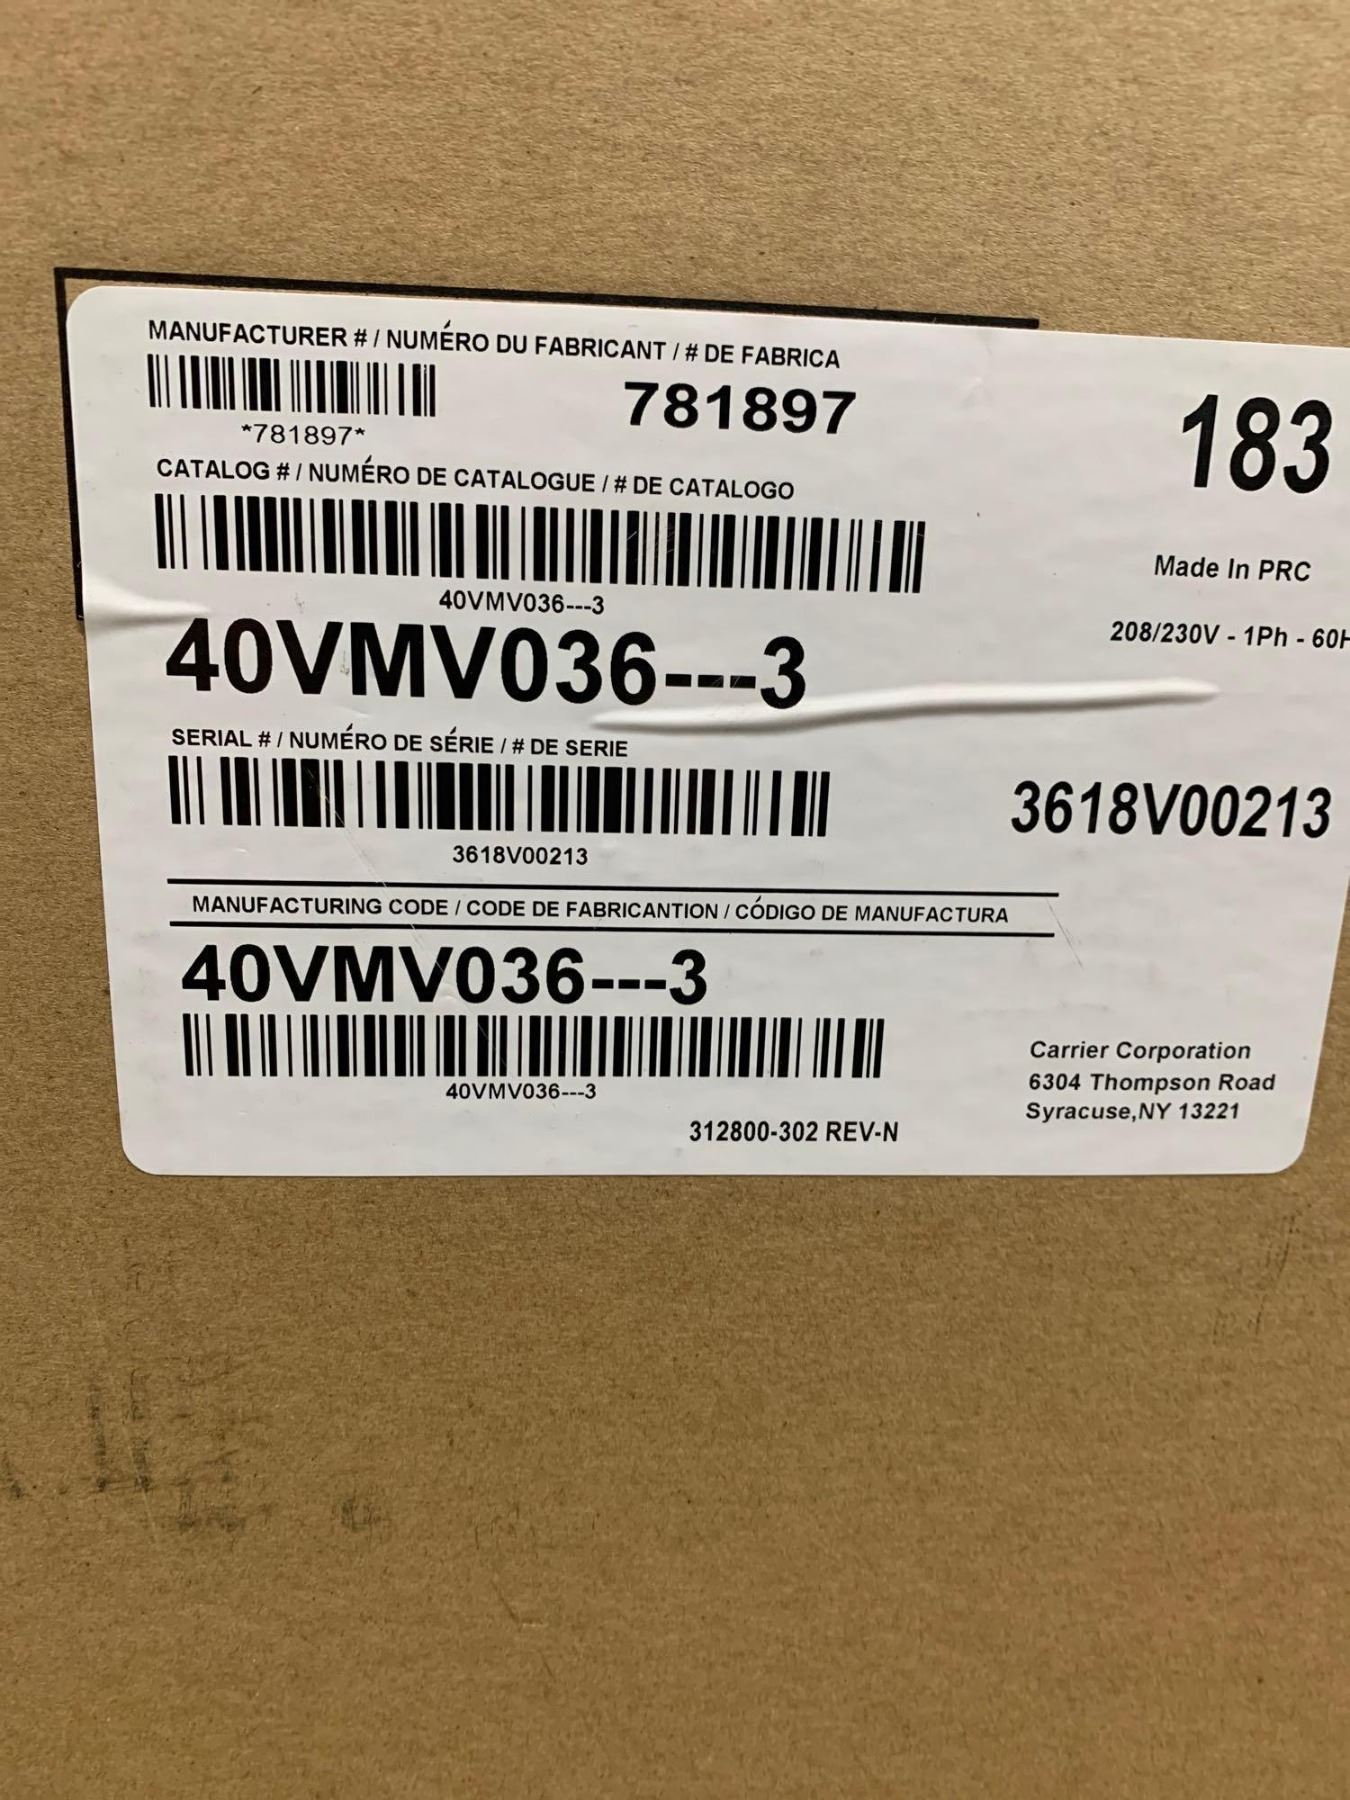 MANUFACTURER # / NUMÉRO DU FABRICANT / # DE FABRICA
781897
*781897*
183
CATALOG # / NUMÉRO DE CATALOGUE / # DE CATALOGO
40VMV036---3
Made In PRC
40VMV036---3
208/230V - 1Ph - 60H
SERIAL # / NUMÉRO DE SÉRIE / # DE SERIE
3618V00213
3618V00213
MANUFACTURING CODE / CODE DE FABRICANTION / CÓDIGO DE MANUFACTURA
40VMV036---3
40VMV036---3
Carrier Corporation
6304 Thompson Road
Syracuse,NY 13221
312800-302 REV-N